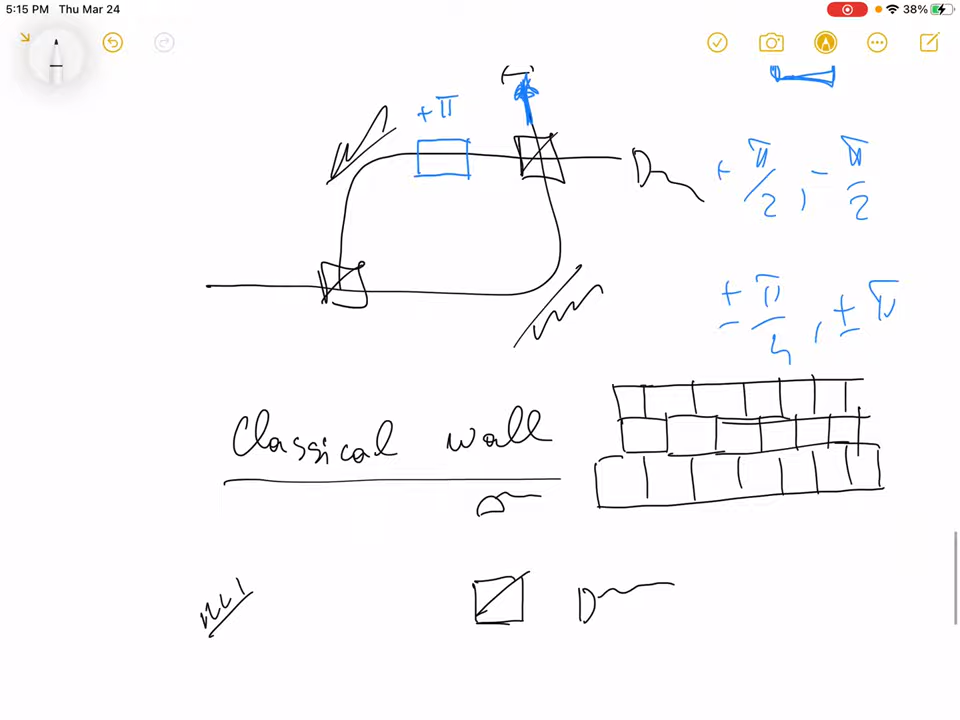 5:15 PM Thu Mar 24
38%
+π
+π/2, -π/2
±π/4, ±π
Classical wall